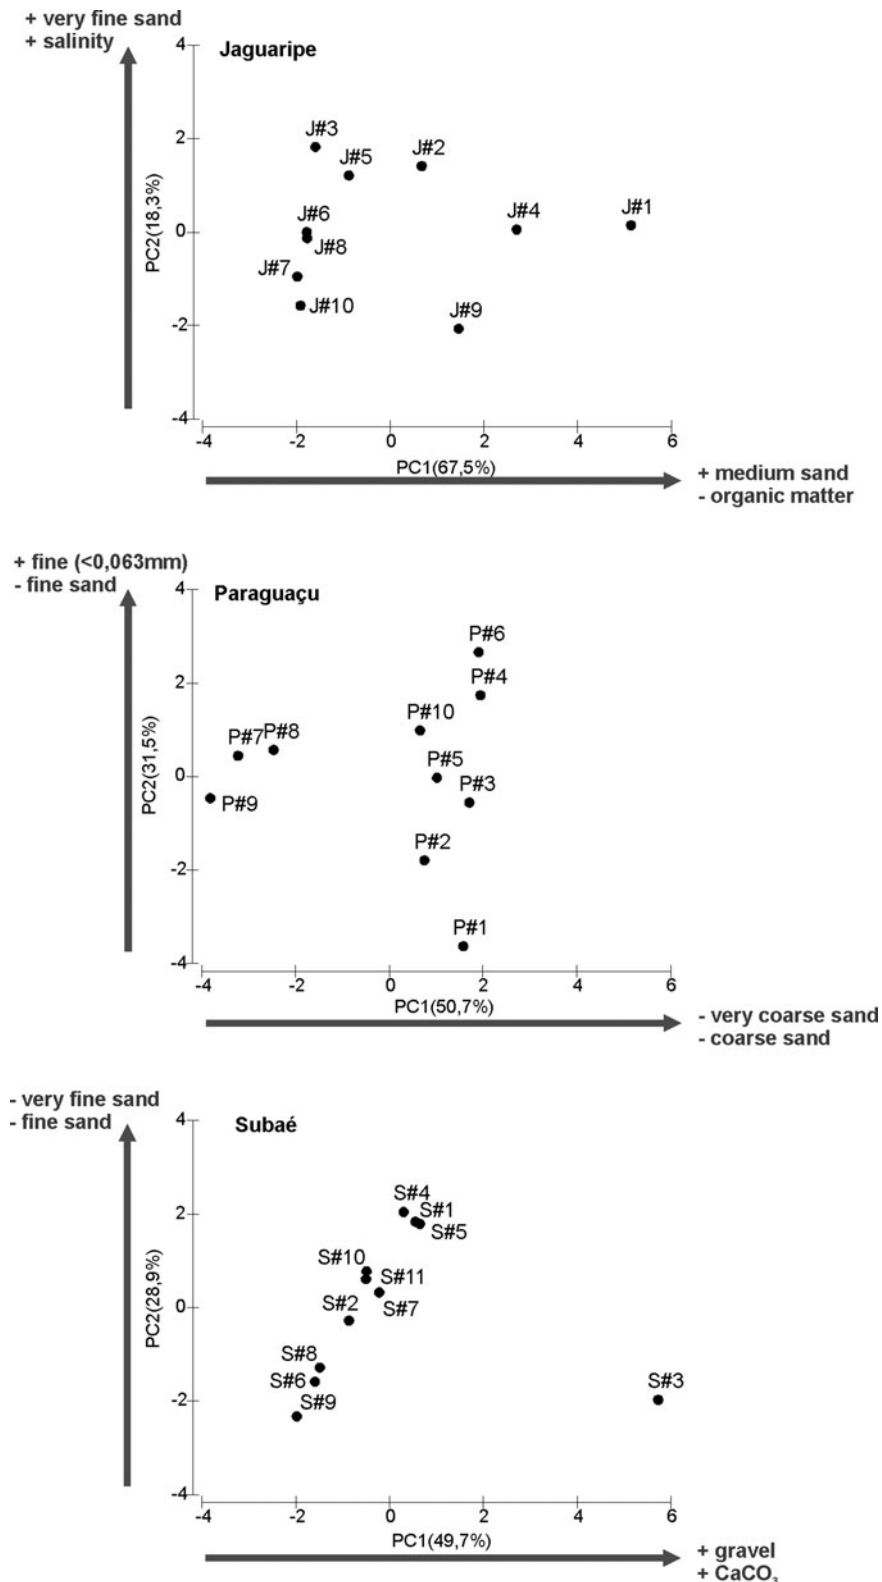 + very fine sand
+ salinity
Jaguaripe
4
2
0
-2
-4
PC2(18,3%)
J#3
J#5
J#2
J#6
J#8
J#4
J#1
J#7
J#10
J#9
-4 -2 0 2 4 6
PC1(67,5%)
+ medium sand
- organic matter
+ fine (<0,063mm)
- fine sand
Paraguaçu
4
2
0
-2
-4
PC2(31,5%)
P#6
P#4
P#10
P#7
P#8
P#5
P#3
P#9
P#2
P#1
-4 -2 0 2 4 6
PC1(50,7%)
- very coarse sand
- coarse sand
- very fine sand
- fine sand
Subaé
4
2
0
-2
-4
PC2(28,9%)
S#4
S#1
S#5
S#10
S#11
S#2
S#7
S#8
S#6
S#9
S#3
-4 -2 0 2 4 6
PC1(49,7%)
+ gravel
+ CaCO₃